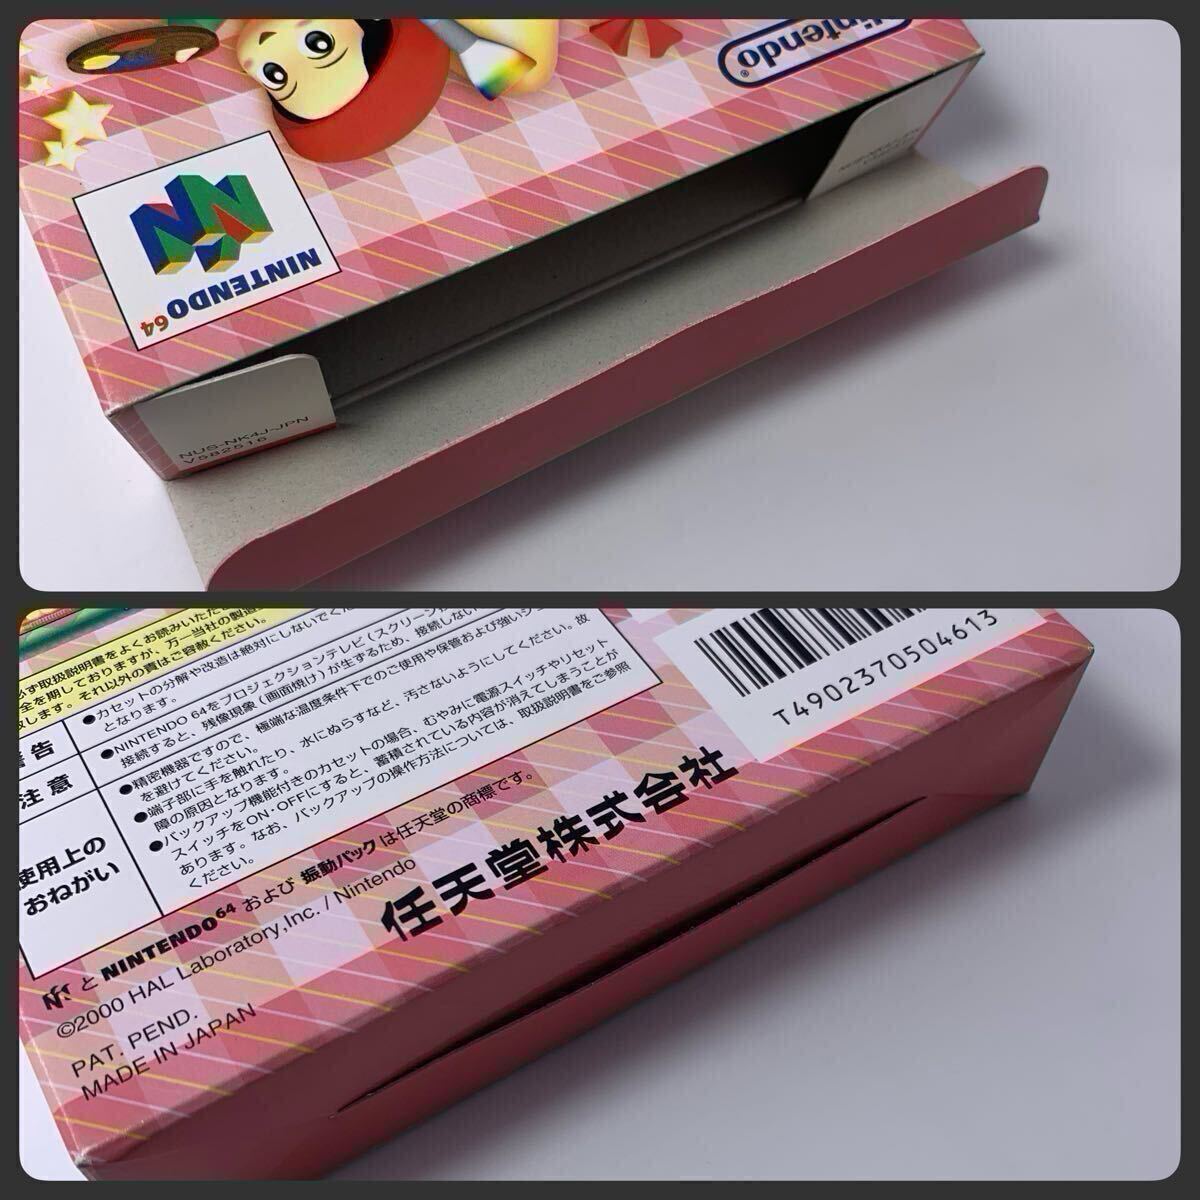 Nintendo®
NINTENDO 64
NUS-NK4J-JPN
V582516
必ず取扱説明書をよくお読みいただ
全を期しておりますが、万一当社の製造
致します。それ以外の責はご容赦ください。
警告
●カセットの分解や改造は絶対にしないでくだ
となります。
注意
●NINTENDO 64をプロジェクションテレビ(スクリーン投
接続すると、残像現象(画面焼け)が生ずるため、接続しない
使用上の
おねがい
●精密機器ですので、極端な温度条件下でのご使用や保管および強いショ
を避けてください。
●端子部に手を触れたり、水にぬらすなど、汚さないようにしてください。故
障の原因となります。
●バックアップ機能付きのカセットの場合、むやみに電源スイッチやリセット
スイッチをON・OFFにすると、蓄積されている内容が消えてしまうことが
あります。なお、バックアップの操作方法については、取扱説明書をご参照
ください。
と NINTENDO64 および 振動パック は任天堂の商標です。
©2000 HAL Laboratory,Inc. / Nintendo
PAT. PEND.
MADE IN JAPAN
任天堂株式会社
T4902370504613